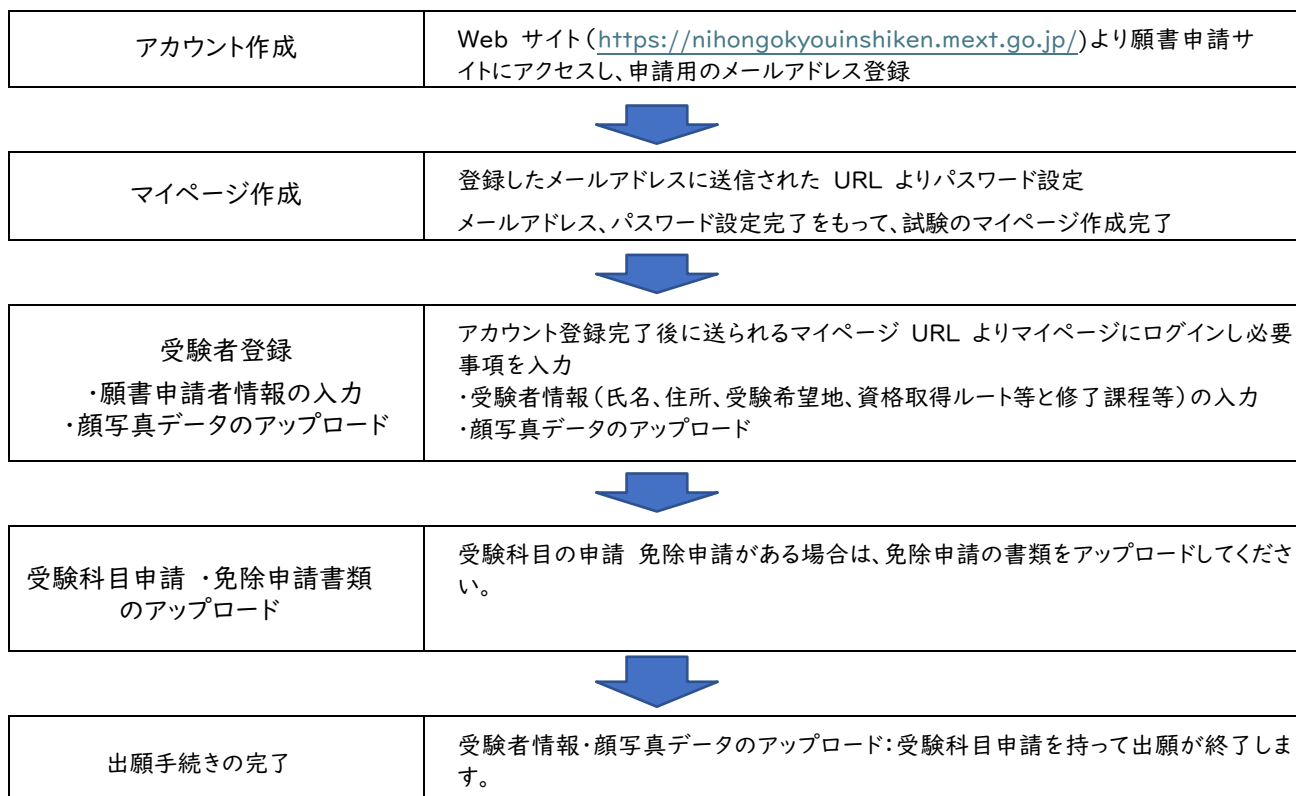 アカウント作成
Web サイト(https://nihongokyouinshiken.mext.go.jp/)より願書申請サ
イトにアクセスし、申請用のメールアドレス登録
マイページ作成
登録したメールアドレスに送信された URL よりパスワード設定
メールアドレス、パスワード設定完了をもって、試験のマイページ作成完了
受験者登録
・願書申請者情報の入力
・顔写真データのアップロード
アカウント登録完了後に送られるマイページ URL よりマイページにログインし必要
事項を入力
・受験者情報(氏名、住所、受験希望地、資格取得ルート等と修了課程等)の入力
・顔写真データのアップロード
受験科目申請 ・免除申請書類
のアップロード
受験科目の申請 免除申請がある場合は、免除申請の書類をアップロードしてくださ
い。
出願手続きの完了
受験者情報・顔写真データのアップロード:受験科目申請を持って出願が終了しま
す。